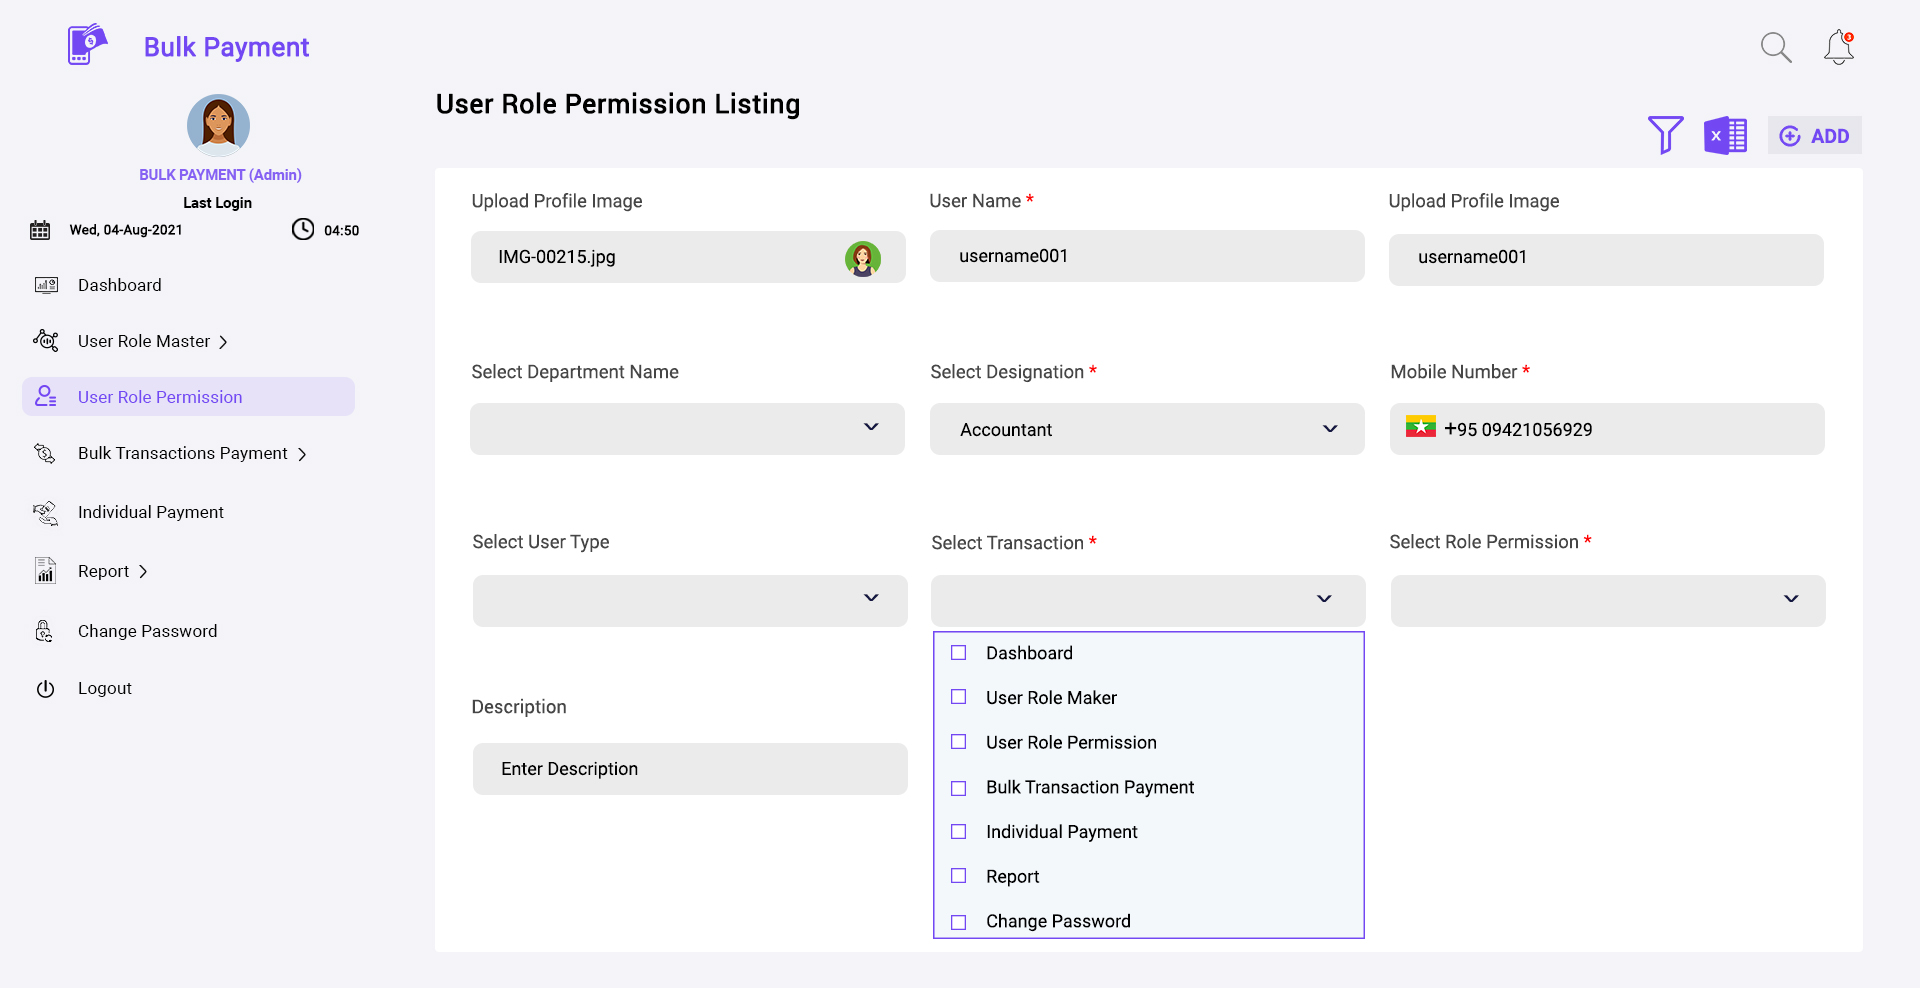 Bulk Payment
3
BULK PAYMENT (Admin)
Last Login
Wed, 04-Aug-2021
04:50
Dashboard
User Role Master
User Role Permission
Bulk Transactions Payment
Individual Payment
Report
Change Password
Logout
User Role Permission Listing
X
ADD
Upload Profile Image
User Name *
Upload Profile Image
IMG-00215.jpg
username001
username001
Select Department Name
Select Designation *
Mobile Number *
Accountant
+95 09421056929
Select User Type
Select Transaction *
Select Role Permission *
Dashboard
User Role Maker
User Role Permission
Bulk Transaction Payment
Individual Payment
Report
Change Password
Description
Enter Description